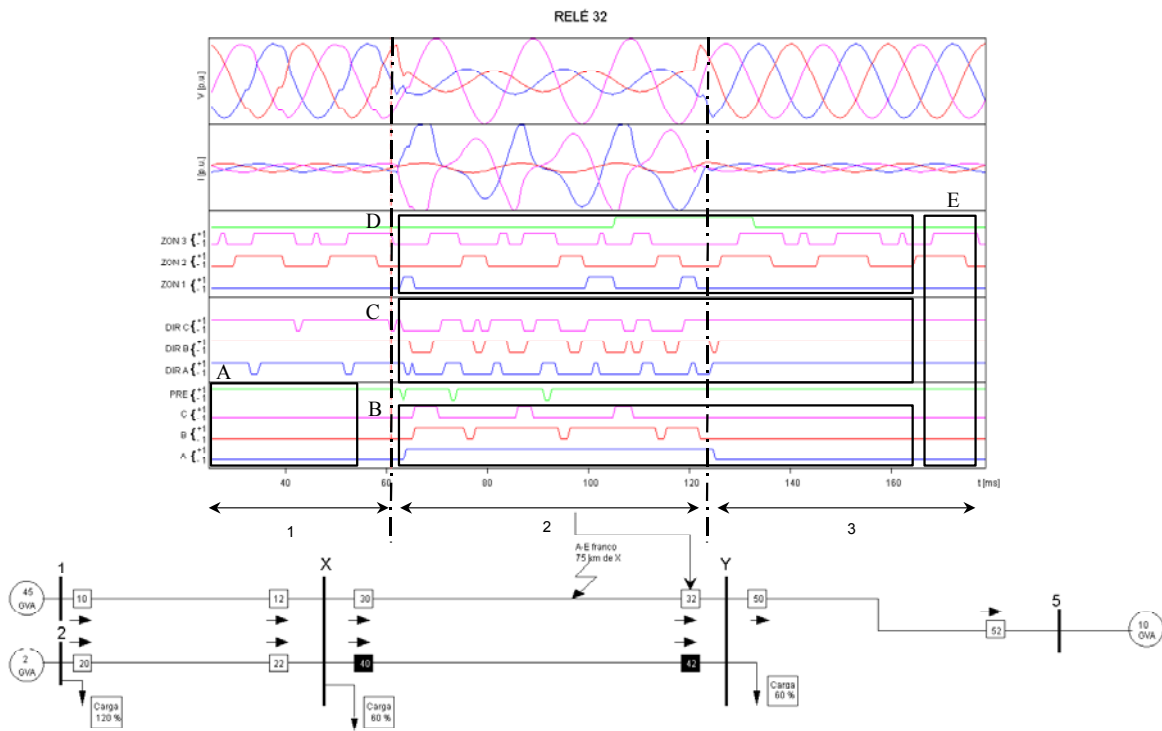 RELÉ 32
V [p.u.]
I [p.u.]
D
E
ZON 3 { +1 -1
ZON 2 { +1 -1
ZON 1 { +1 -1
C
DIR C { +1 -1
DIR B { +1 -1
DIR A { +1 -1
A
PRE { +1 -1
B
C { +1 -1
B { +1 -1
A { +1 -1
40 60 80 100 120 140 160 t [ms]
1 2 3
A-E franco
75 km de X
1 X Y 5
45 GVA
10 12 30 32 50
52
10 GVA
2
2 GVA
20 22 40 42
Carga 120 %
Carga 60 %
Carga 60 %